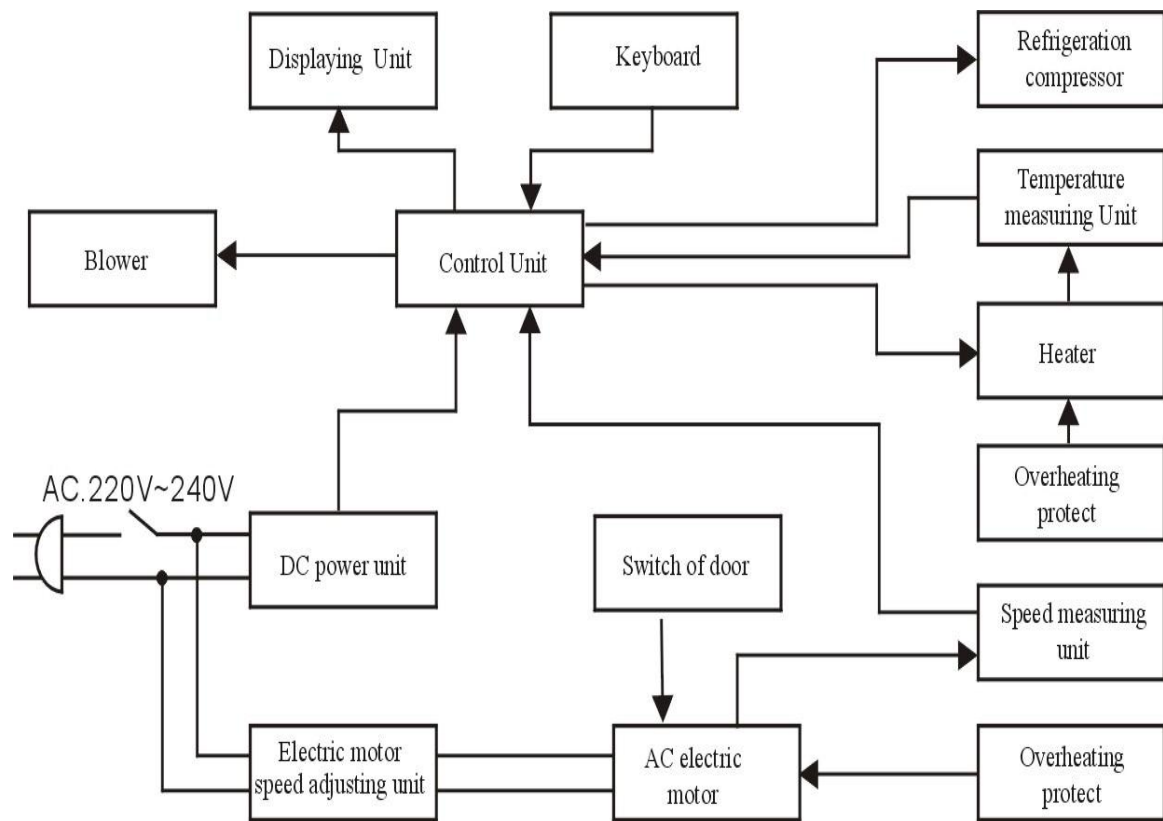 Displaying Unit
Keyboard
Refrigeration
compressor
Temperature
measuring Unit
Blower
Control Unit
Heater
Overheating
protect
AC.220V~240V
DC power unit
Switch of door
Speed measuring
unit
Electric motor
speed adjusting unit
AC electric
motor
Overheating
protect